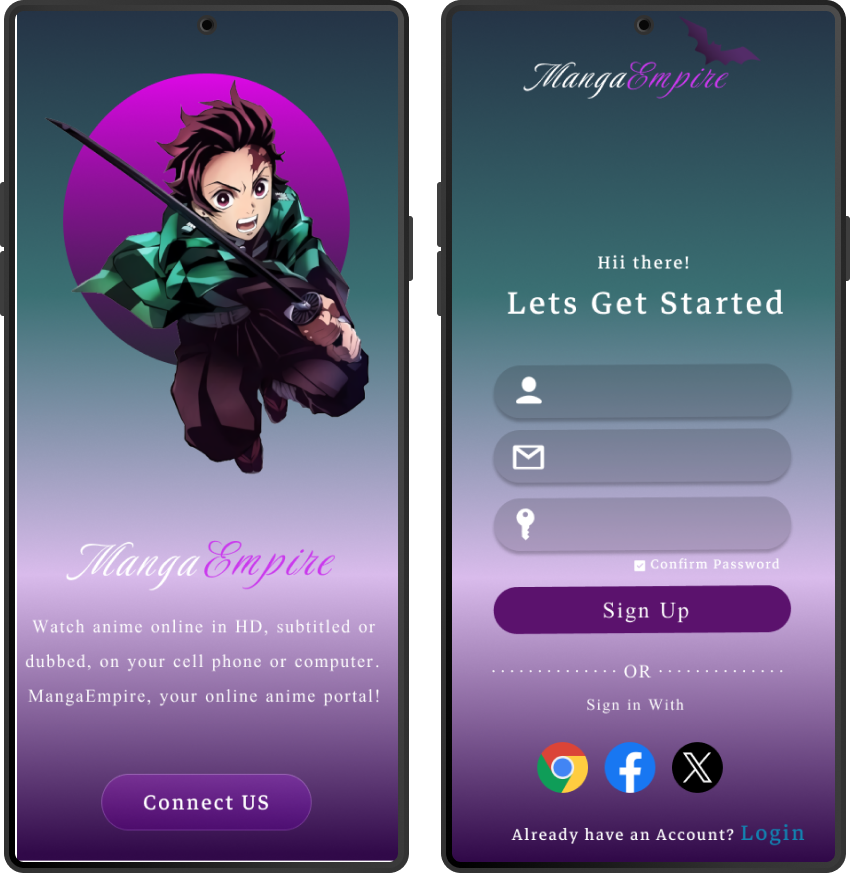 MangaEmpire
Watch anime online in HD, subtitled or
dubbed, on your cell phone or computer.
MangaEmpire, your online anime portal!
Connect US
MangaEmpire
Hii there!
Lets Get Started
Confirm Password
Sign Up
OR
Sign in With
Already have an Account? Login